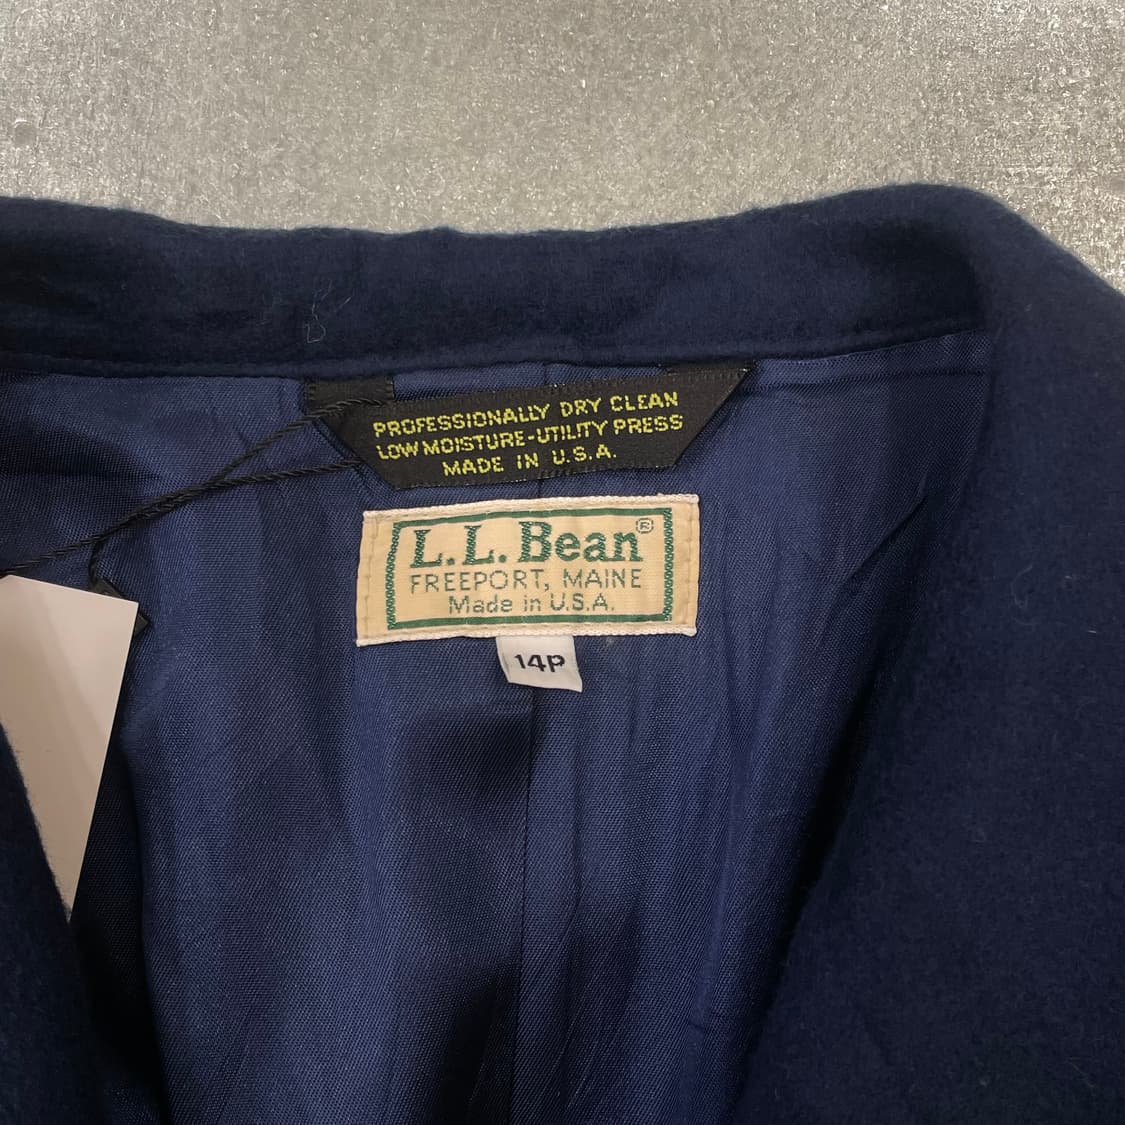 PROFESSIONALLY DRY CLEAN
LOW MOISTURE-UTILITY PRESS
MADE IN U.S.A.
L.L.Bean®
FREEPORT, MAINE
Made in U.S.A.
14P